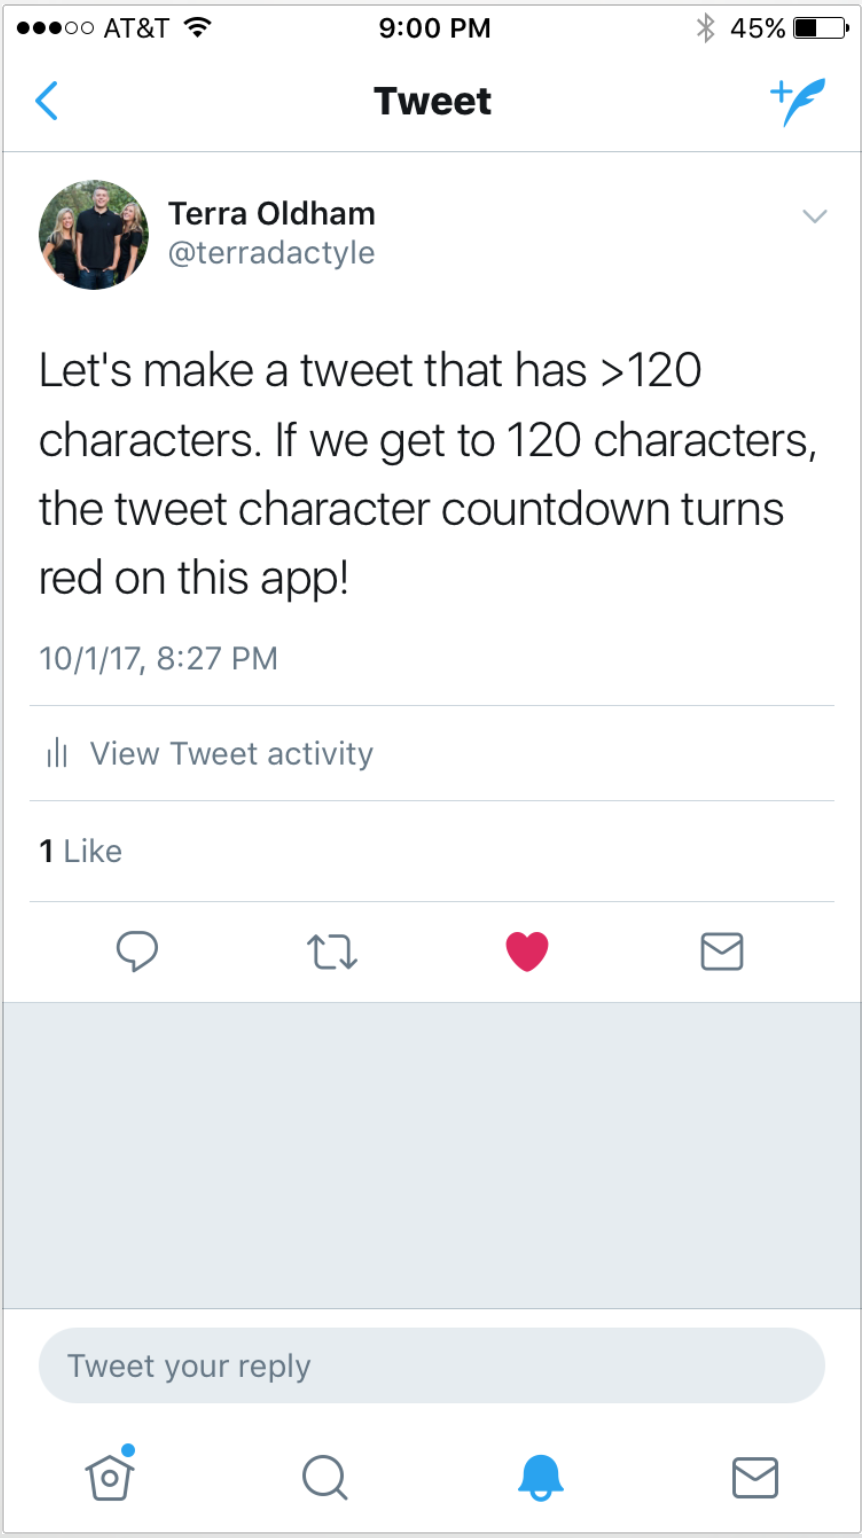 AT&T 9:00 PM 45%
Tweet
Terra Oldham
@terradactyle
Let's make a tweet that has >120
characters. If we get to 120 characters,
the tweet character countdown turns
red on this app!
10/1/17, 8:27 PM
View Tweet activity
1 Like
Tweet your reply